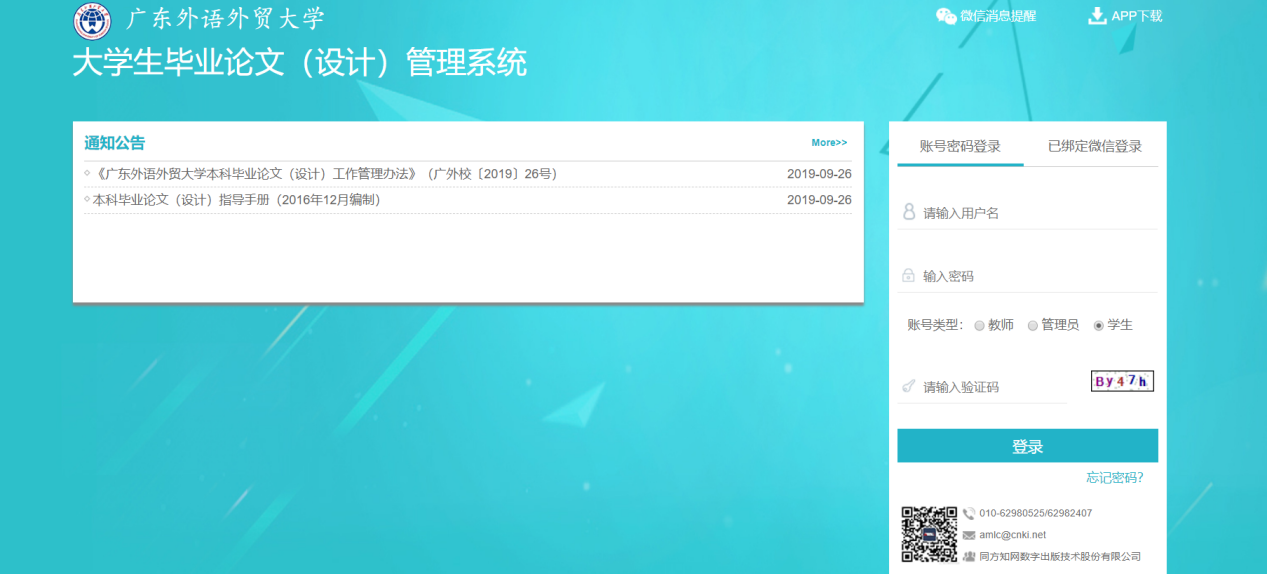 广东外语外贸大学
微信消息提醒
APP下载
大学生毕业论文（设计）管理系统
通知公告
More>>
《广东外语外贸大学本科毕业论文（设计）工作管理办法》（广外校〔2019〕26号）
2019-09-26
本科毕业论文（设计）指导手册（2016年12月编制）
2019-09-26
账号密码登录
已绑定微信登录
请输入用户名
输入密码
账号类型： 教师 管理员 学生
请输入验证码
By47h
登录
忘记密码?
010-62980525/62982407
amlc@cnki.net
同方知网数字出版技术股份有限公司